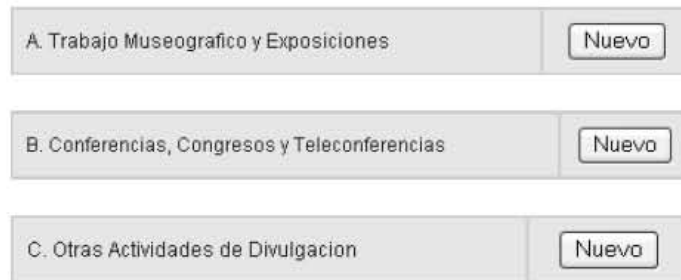 A. Trabajo Museografico y Exposiciones Nuevo
B. Conferencias, Congresos y Teleconferencias Nuevo
C. Otras Actividades de Divulgacion Nuevo